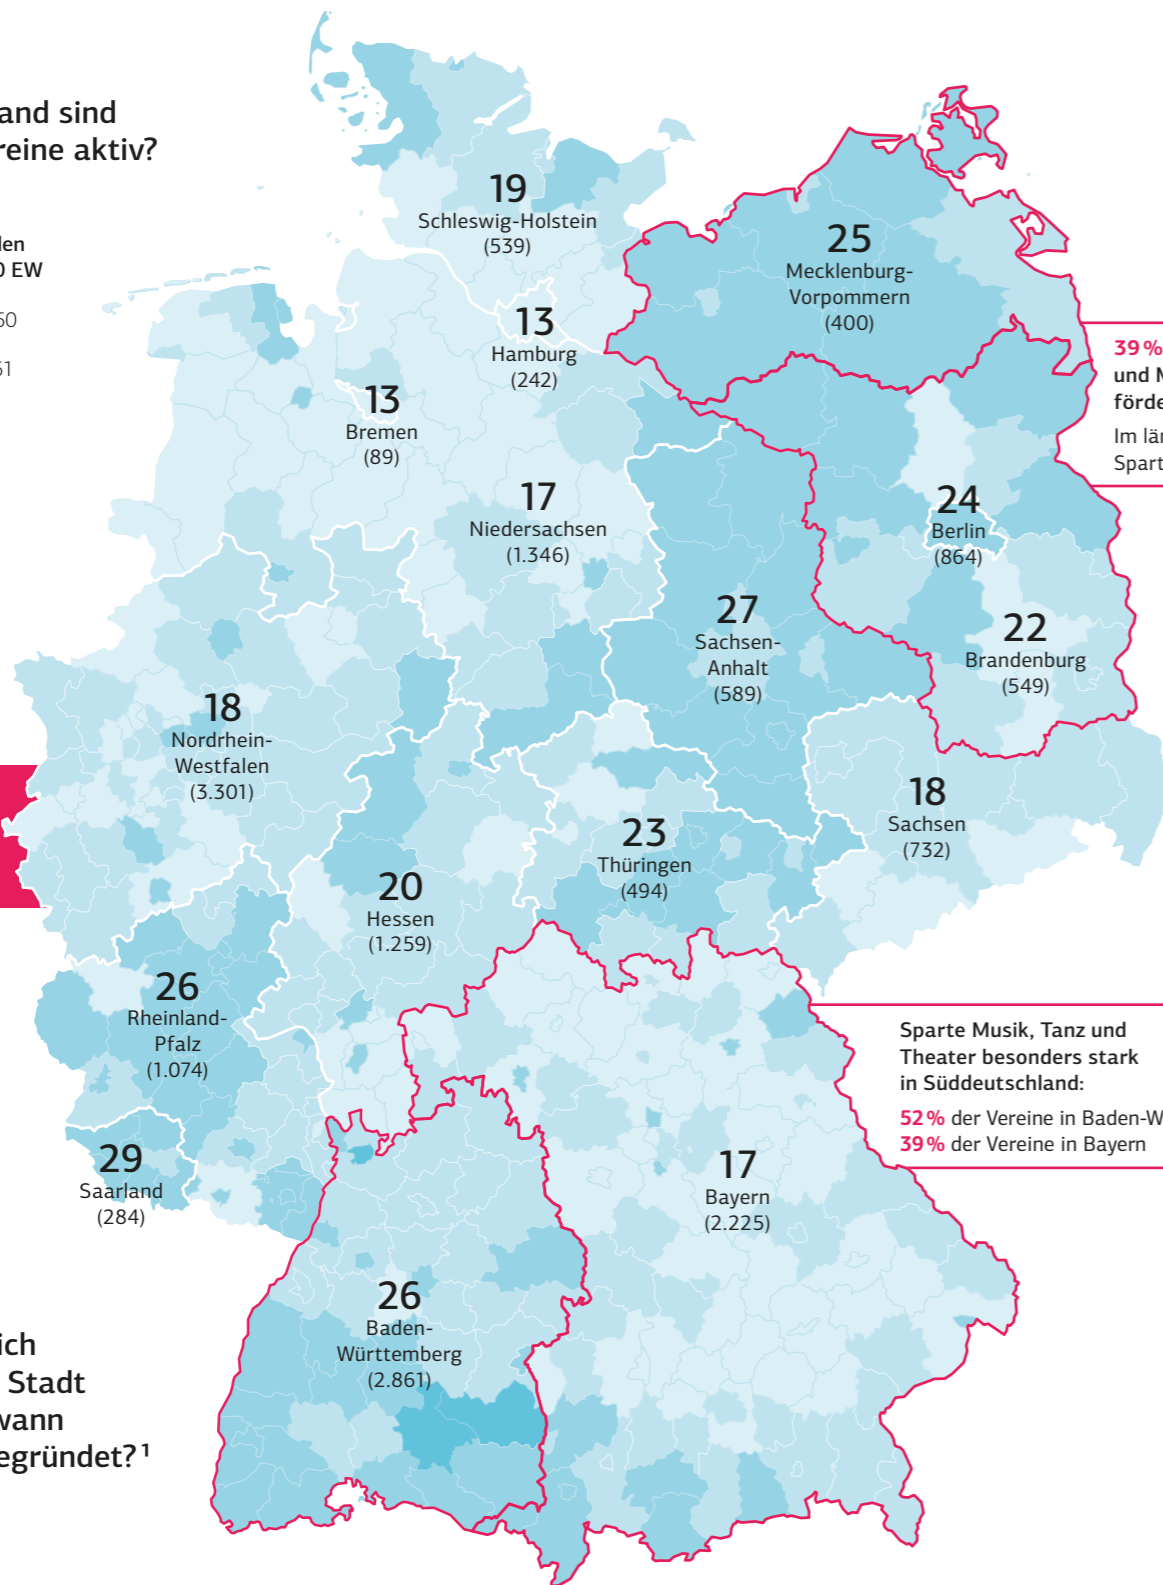 and sind
reine aktiv?
den
0 EW
60
61
19
Schleswig-Holstein
(539)
25
Mecklenburg-
Vorpommern
(400)
13
Hamburg
(242)
13
Bremen
(89)
39 %
und M
förde
Im län
Spart
17
Niedersachsen
(1.346)
24
Berlin
(864)
27
Sachsen-
Anhalt
(589)
22
Brandenburg
(549)
18
Nordrhein-
Westfalen
(3.301)
18
Sachsen
(732)
23
Thüringen
(494)
20
Hessen
(1.259)
26
Rheinland-
Pfalz
(1.074)
Sparte Musik, Tanz und
Theater besonders stark
in Süddeutschland:
52 % der Vereine in Baden-W
39 % der Vereine in Bayern
29
Saarland
(284)
17
Bayern
(2.225)
26
Baden-
Württemberg
(2.861)
ich
Stadt
wann
egründet? 1